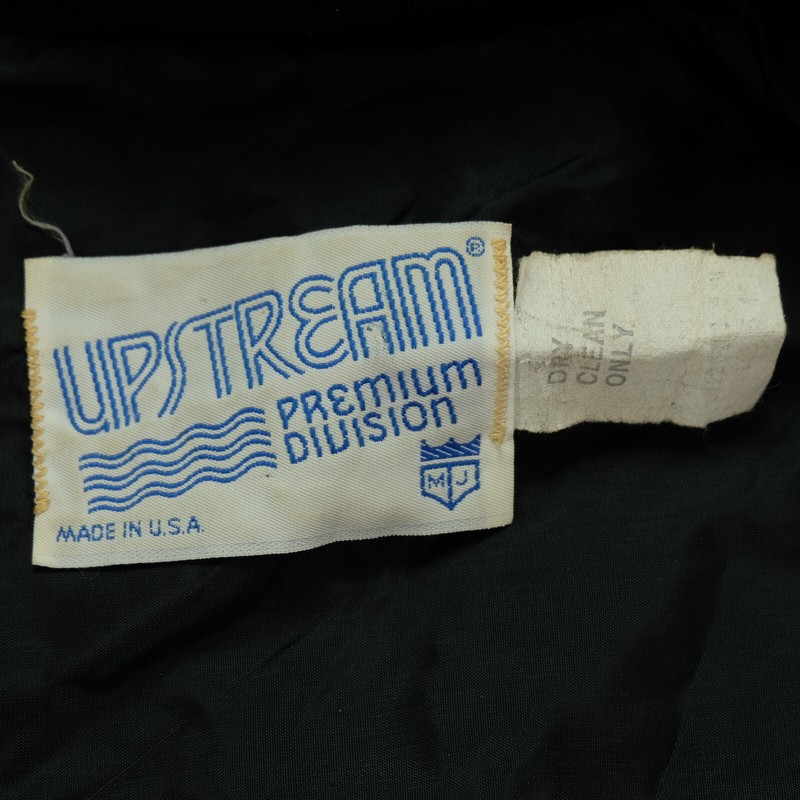 UPSTREAM®
PREMIUM
DIVISION
MJ
MADE IN U.S.A.
DRY
CLEAN
ONLY